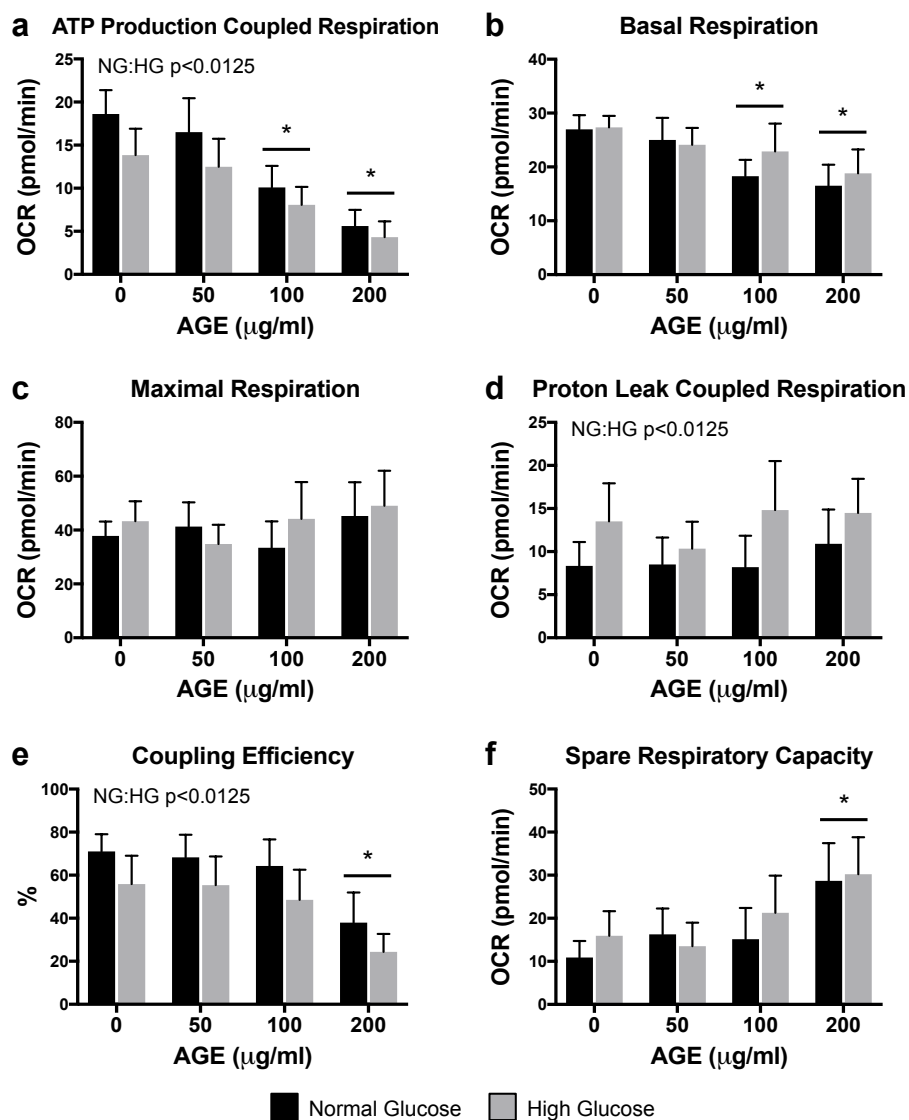 a ATP Production Coupled Respiration
NG:HG p<0.0125
OCR (pmol/min)
25
20
15
10
5
0
* *
0 50 100 200
AGE (μg/ml)
b Basal Respiration
OCR (pmol/min)
40
30
20
10
0
* *
0 50 100 200
AGE (μg/ml)
c Maximal Respiration
OCR (pmol/min)
80
60
40
20
0
0 50 100 200
AGE (μg/ml)
d Proton Leak Coupled Respiration
NG:HG p<0.0125
OCR (pmol/min)
25
20
15
10
5
0
0 50 100 200
AGE (μg/ml)
e Coupling Efficiency
NG:HG p<0.0125
%
100
80
60
40
20
0
*
0 50 100 200
AGE (μg/ml)
f Spare Respiratory Capacity
OCR (pmol/min)
50
40
30
20
10
0
*
0 50 100 200
AGE (μg/ml)
Normal Glucose High Glucose